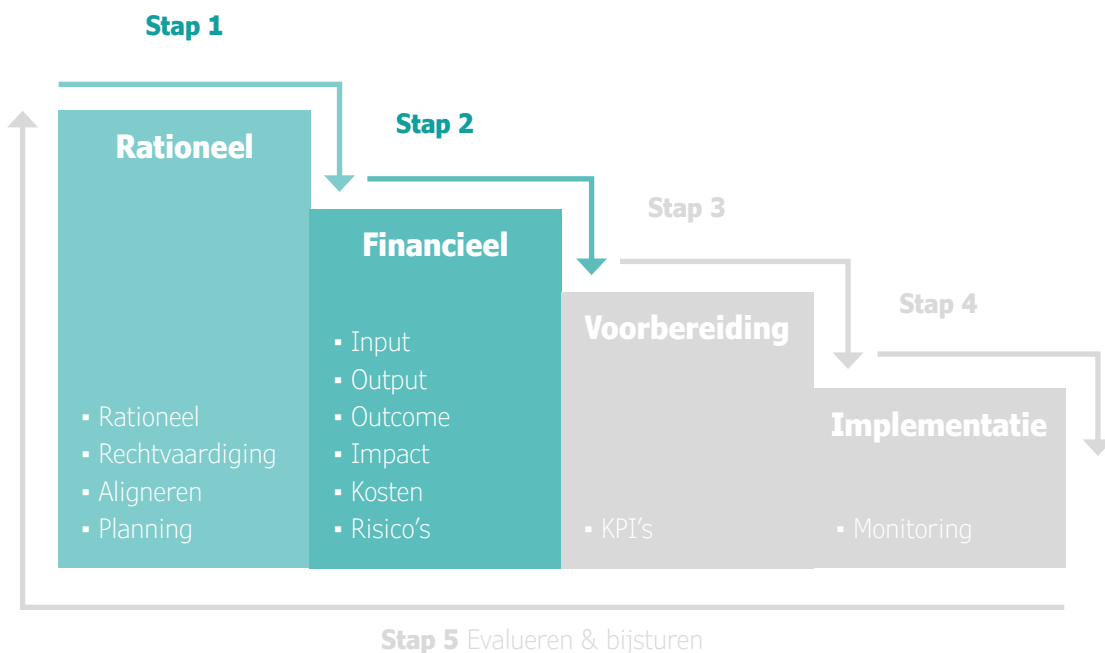 Stap 1
Rationeel
▪ Rationeel
▪ Rechtvaardiging
▪ Aligneren
▪ Planning
Stap 2
Financieel
▪ Input
▪ Output
▪ Outcome
▪ Impact
▪ Kosten
▪ Risico’s
Stap 3
Voorbereiding
▪ KPI’s
Stap 4
Implementatie
▪ Monitoring
Stap 5 Evalueren & bijsturen